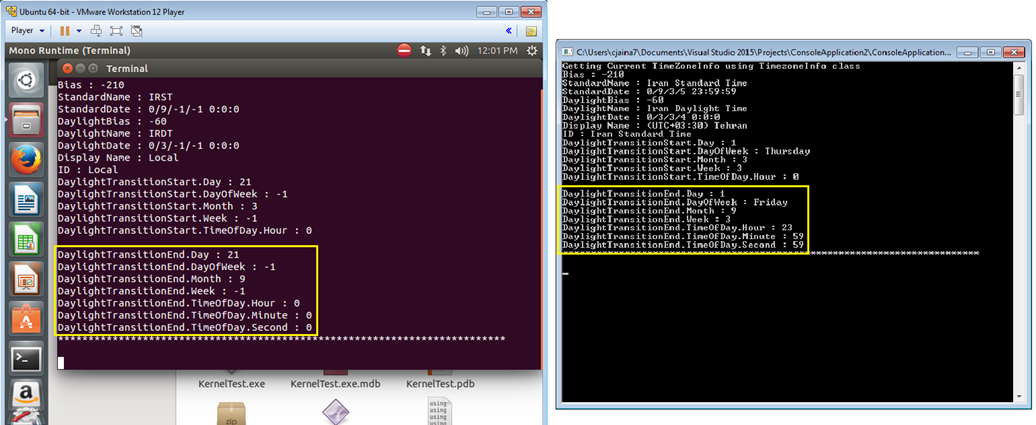 Ubuntu 64-bit - VMware Workstation 12 Player
Player
Mono Runtime (Terminal)
12:01 PM
Terminal
Bias : -210
StandardName : IRST
StandardDate : 0/9/-1/-1 0:0:0
DaylightBias : -60
DaylightName : IRDT
DaylightDate : 0/3/-1/-1 0:0:0
Display Name : Local
ID : Local
DaylightTransitionStart.Day : 21
DaylightTransitionStart.DayOfWeek : -1
DaylightTransitionStart.Month : 3
DaylightTransitionStart.Week : -1
DaylightTransitionStart.TimeOfDay.Hour : 0
DaylightTransitionEnd.Day : 21
DaylightTransitionEnd.DayOfWeek : -1
DaylightTransitionEnd.Month : 9
DaylightTransitionEnd.Week : -1
DaylightTransitionEnd.TimeOfDay.Hour : 0
DaylightTransitionEnd.TimeOfDay.Minute : 0
DaylightTransitionEnd.TimeOfDay.Second : 0
KernelTest.exe
KernelTest.exe.mdb
KernelTest.pdb
zip
using
using
using
using
C:\Users\cjaina7\Documents\Visual Studio 2015\Projects\ConsoleApplication2\ConsoleApplication...
Getting Current TimeZoneInfo using TimezoneInfo class
Bias : -210
StandardName : Iran Standard Time
StandardDate : 0/9/3/5 23:59:59
DaylightBias : -60
DaylightName : Iran Daylight Time
DaylightDate : 0/3/3/4 0:0:0
Display Name : (UTC+03:30) Tehran
ID : Iran Standard Time
DaylightTransitionStart.Day : 1
DaylightTransitionStart.DayOfWeek : Thursday
DaylightTransitionStart.Month : 3
DaylightTransitionStart.Week : 3
DaylightTransitionStart.TimeOfDay.Hour : 0
DaylightTransitionEnd.Day : 1
DaylightTransitionEnd.DayOfWeek : Friday
DaylightTransitionEnd.Month : 9
DaylightTransitionEnd.Week : 3
DaylightTransitionEnd.TimeOfDay.Hour : 23
DaylightTransitionEnd.TimeOfDay.Minute : 59
DaylightTransitionEnd.TimeOfDay.Second : 59